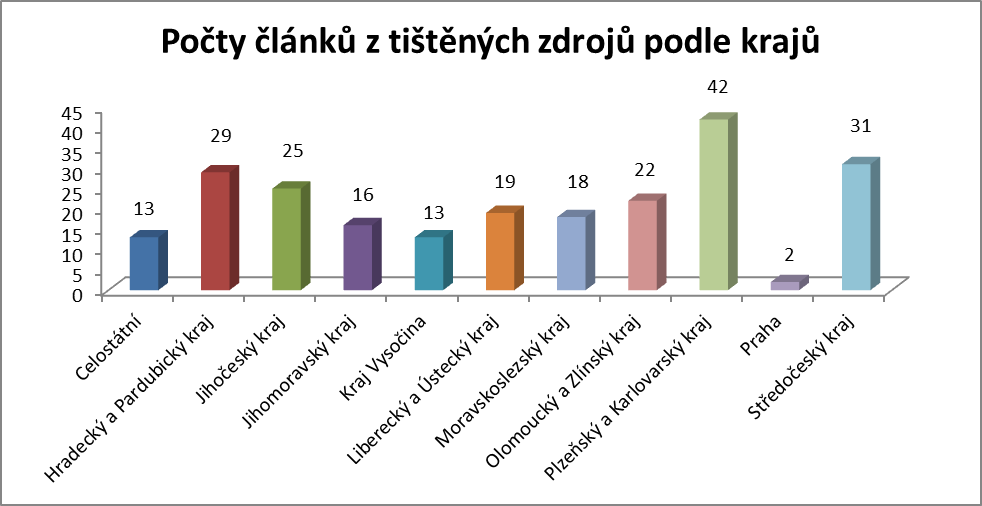 Počty článků z tištěných zdrojů podle krajů
45
40
35
30
25
20
15
10
5
0
13
29
25
16
13
19
18
22
42
2
31
Celostátní
Hradecký a Pardubický kraj
Jihočeský kraj
Jihomoravský kraj
Kraj Vysočina
Liberecký a Ústecký kraj
Moravskoslezský kraj
Olomoucký a Zlínský kraj
Plzeňský a Karlovarský kraj
Praha
Středočeský kraj